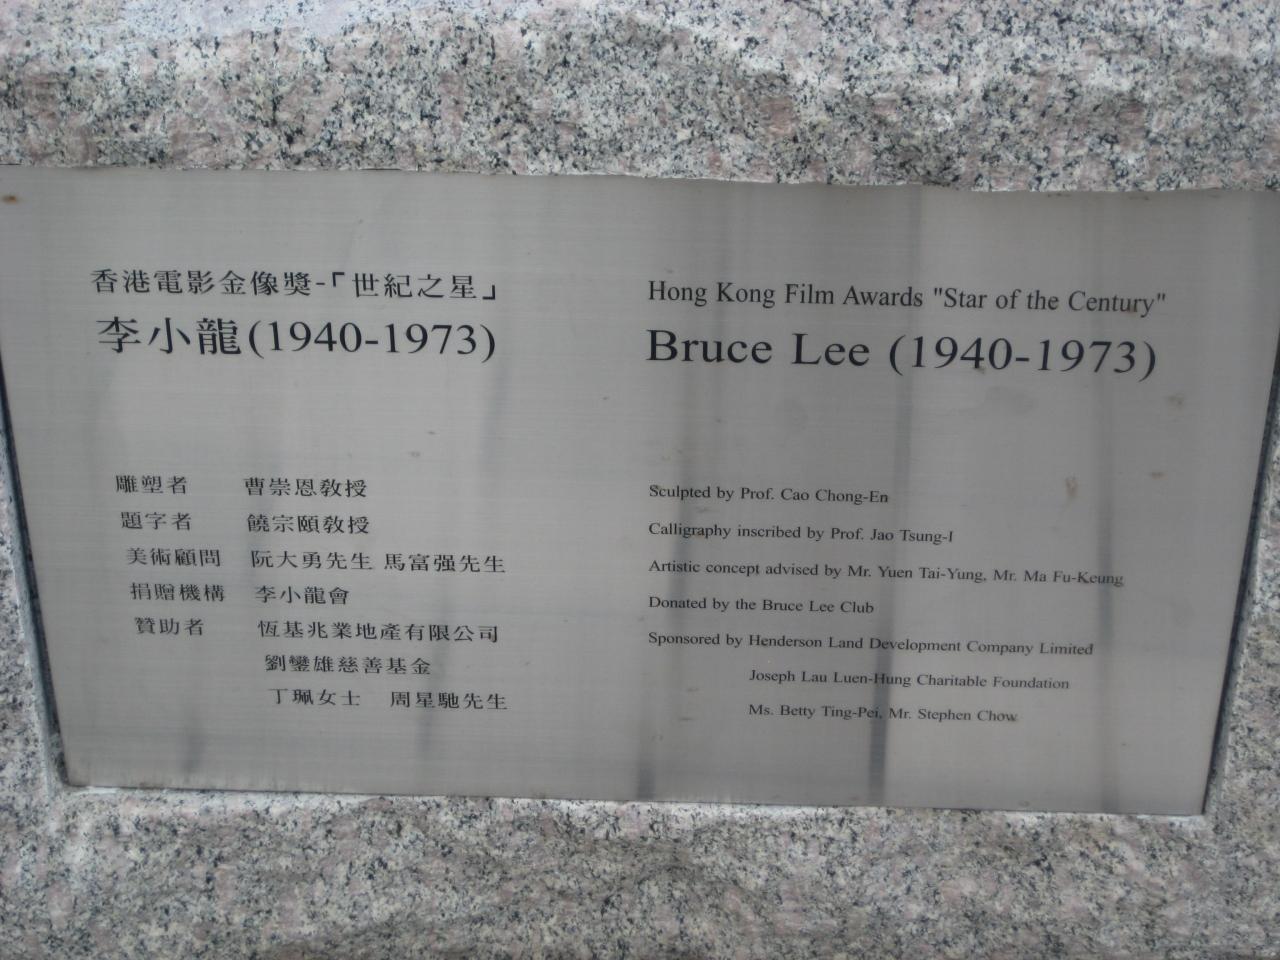 香港電影金像獎-「世紀之星」
李小龍(1940-1973)
雕塑者 曹崇恩教授
題字者 饒宗頤教授
美術顧問 阮大勇先生 馬富强先生
捐贈機構 李小龍會
贊助者 恆基兆業地產有限公司
劉鑾雄慈善基金
丁珮女士 周星馳先生
Hong Kong Film Awards "Star of the Century"
Bruce Lee (1940-1973)
Sculpted by Prof. Cao Chong-En
Calligraphy inscribed by Prof. Jao Tsung-I
Artistic concept advised by Mr. Yuen Tai-Yung, Mr. Ma Fu-Keung
Donated by the Bruce Lee Club
Sponsored by Henderson Land Development Company Limited
Joseph Lau Luen-Hung Charitable Foundation
Ms. Betty Ting-Pei, Mr. Stephen Chow